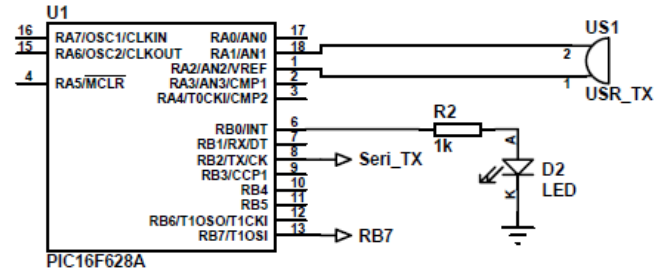 U1
16 RA7/OSC1/CLKIN RA0/AN0 17
15 RA6/OSC2/CLKOUT RA1/AN1 18
RA2/AN2/VREF 1
4 RA5/MCLR RA3/AN3/CMP1 2
RA4/T0CKI/CMP2 3
RB0/INT 6
RB1/RX/DT 7
RB2/TX/CK 8 Seri_TX
RB3/CCP1 9
RB4 10
RB5 11
RB6/T1OSO/T1CKI 12
RB7/T1OSI 13 RB7
PIC16F628A
US1
2
1
USR_TX
R2
1k
A
D2
LED
K